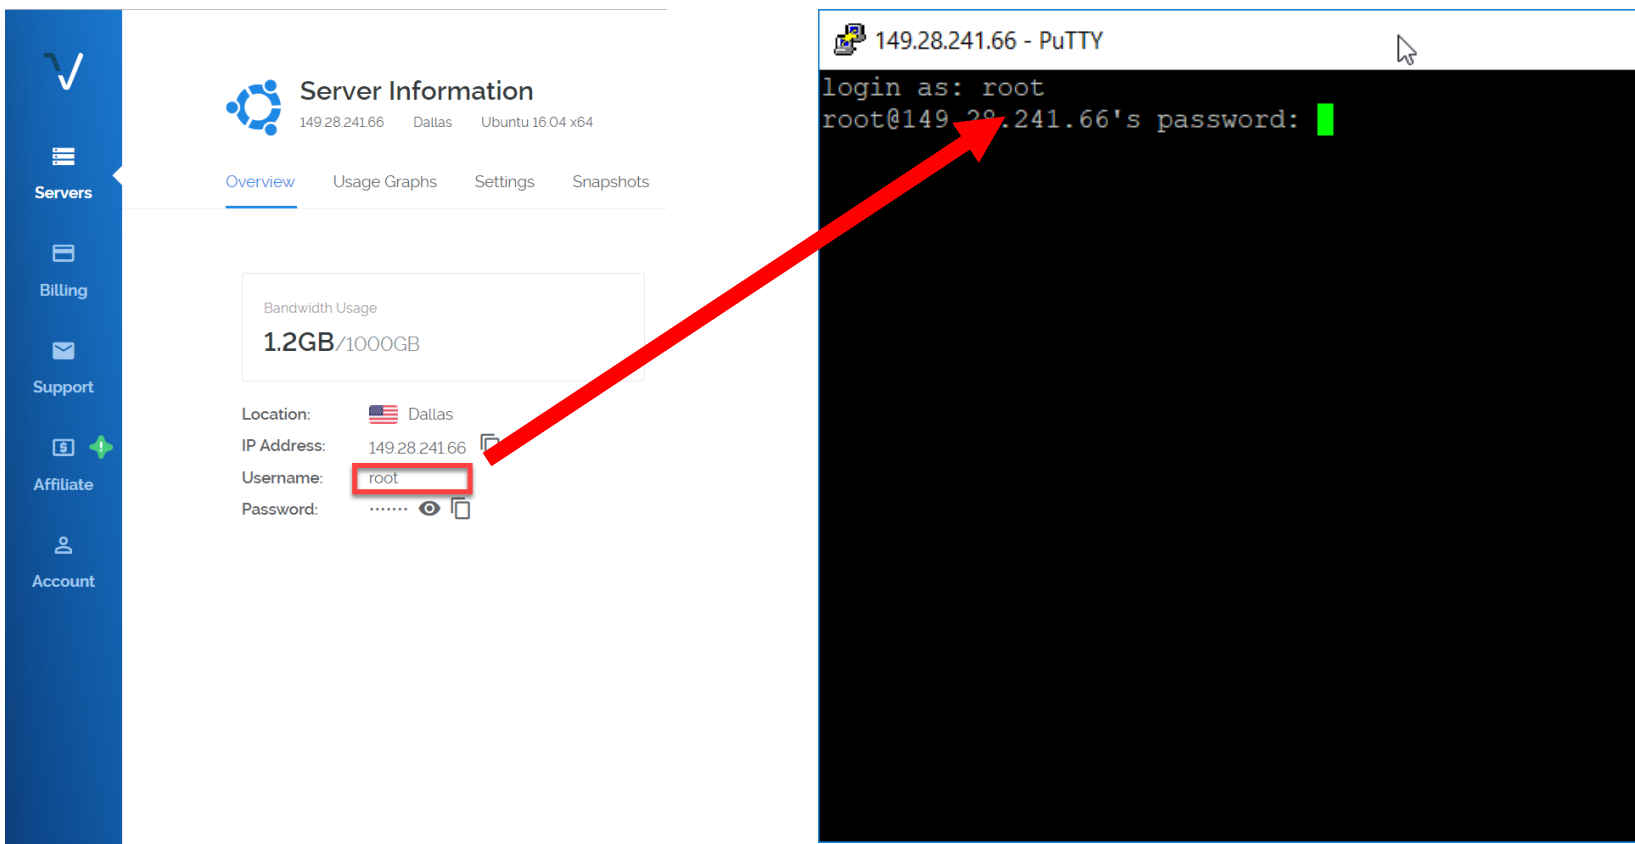 Servers
Billing
Support
Affiliate
Account
Server Information
149.28.241.66 Dallas Ubuntu 16.04 x64
Overview Usage Graphs Settings Snapshots
Bandwidth Usage
1.2GB/1000GB
Location: Dallas
IP Address: 149.28.241.66
Username: root
Password: ·······
149.28.241.66 - PuTTY
login as: root
root@149.28.241.66's password: